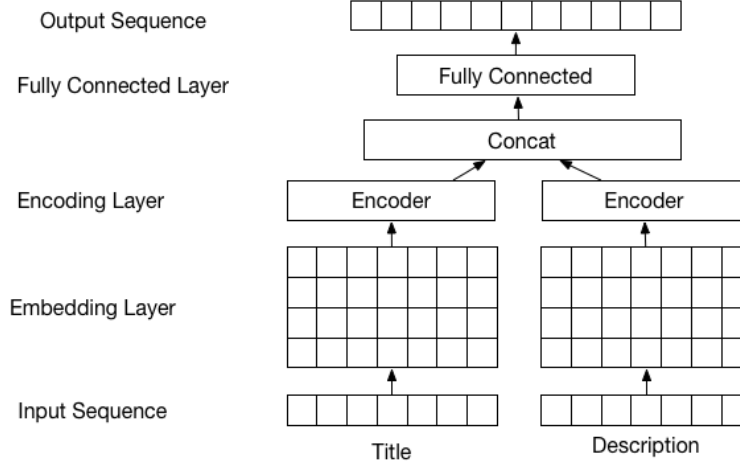 Output Sequence
Fully Connected Layer
Fully Connected
Concat
Encoding Layer
Encoder
Encoder
Embedding Layer
Input Sequence
Title
Description